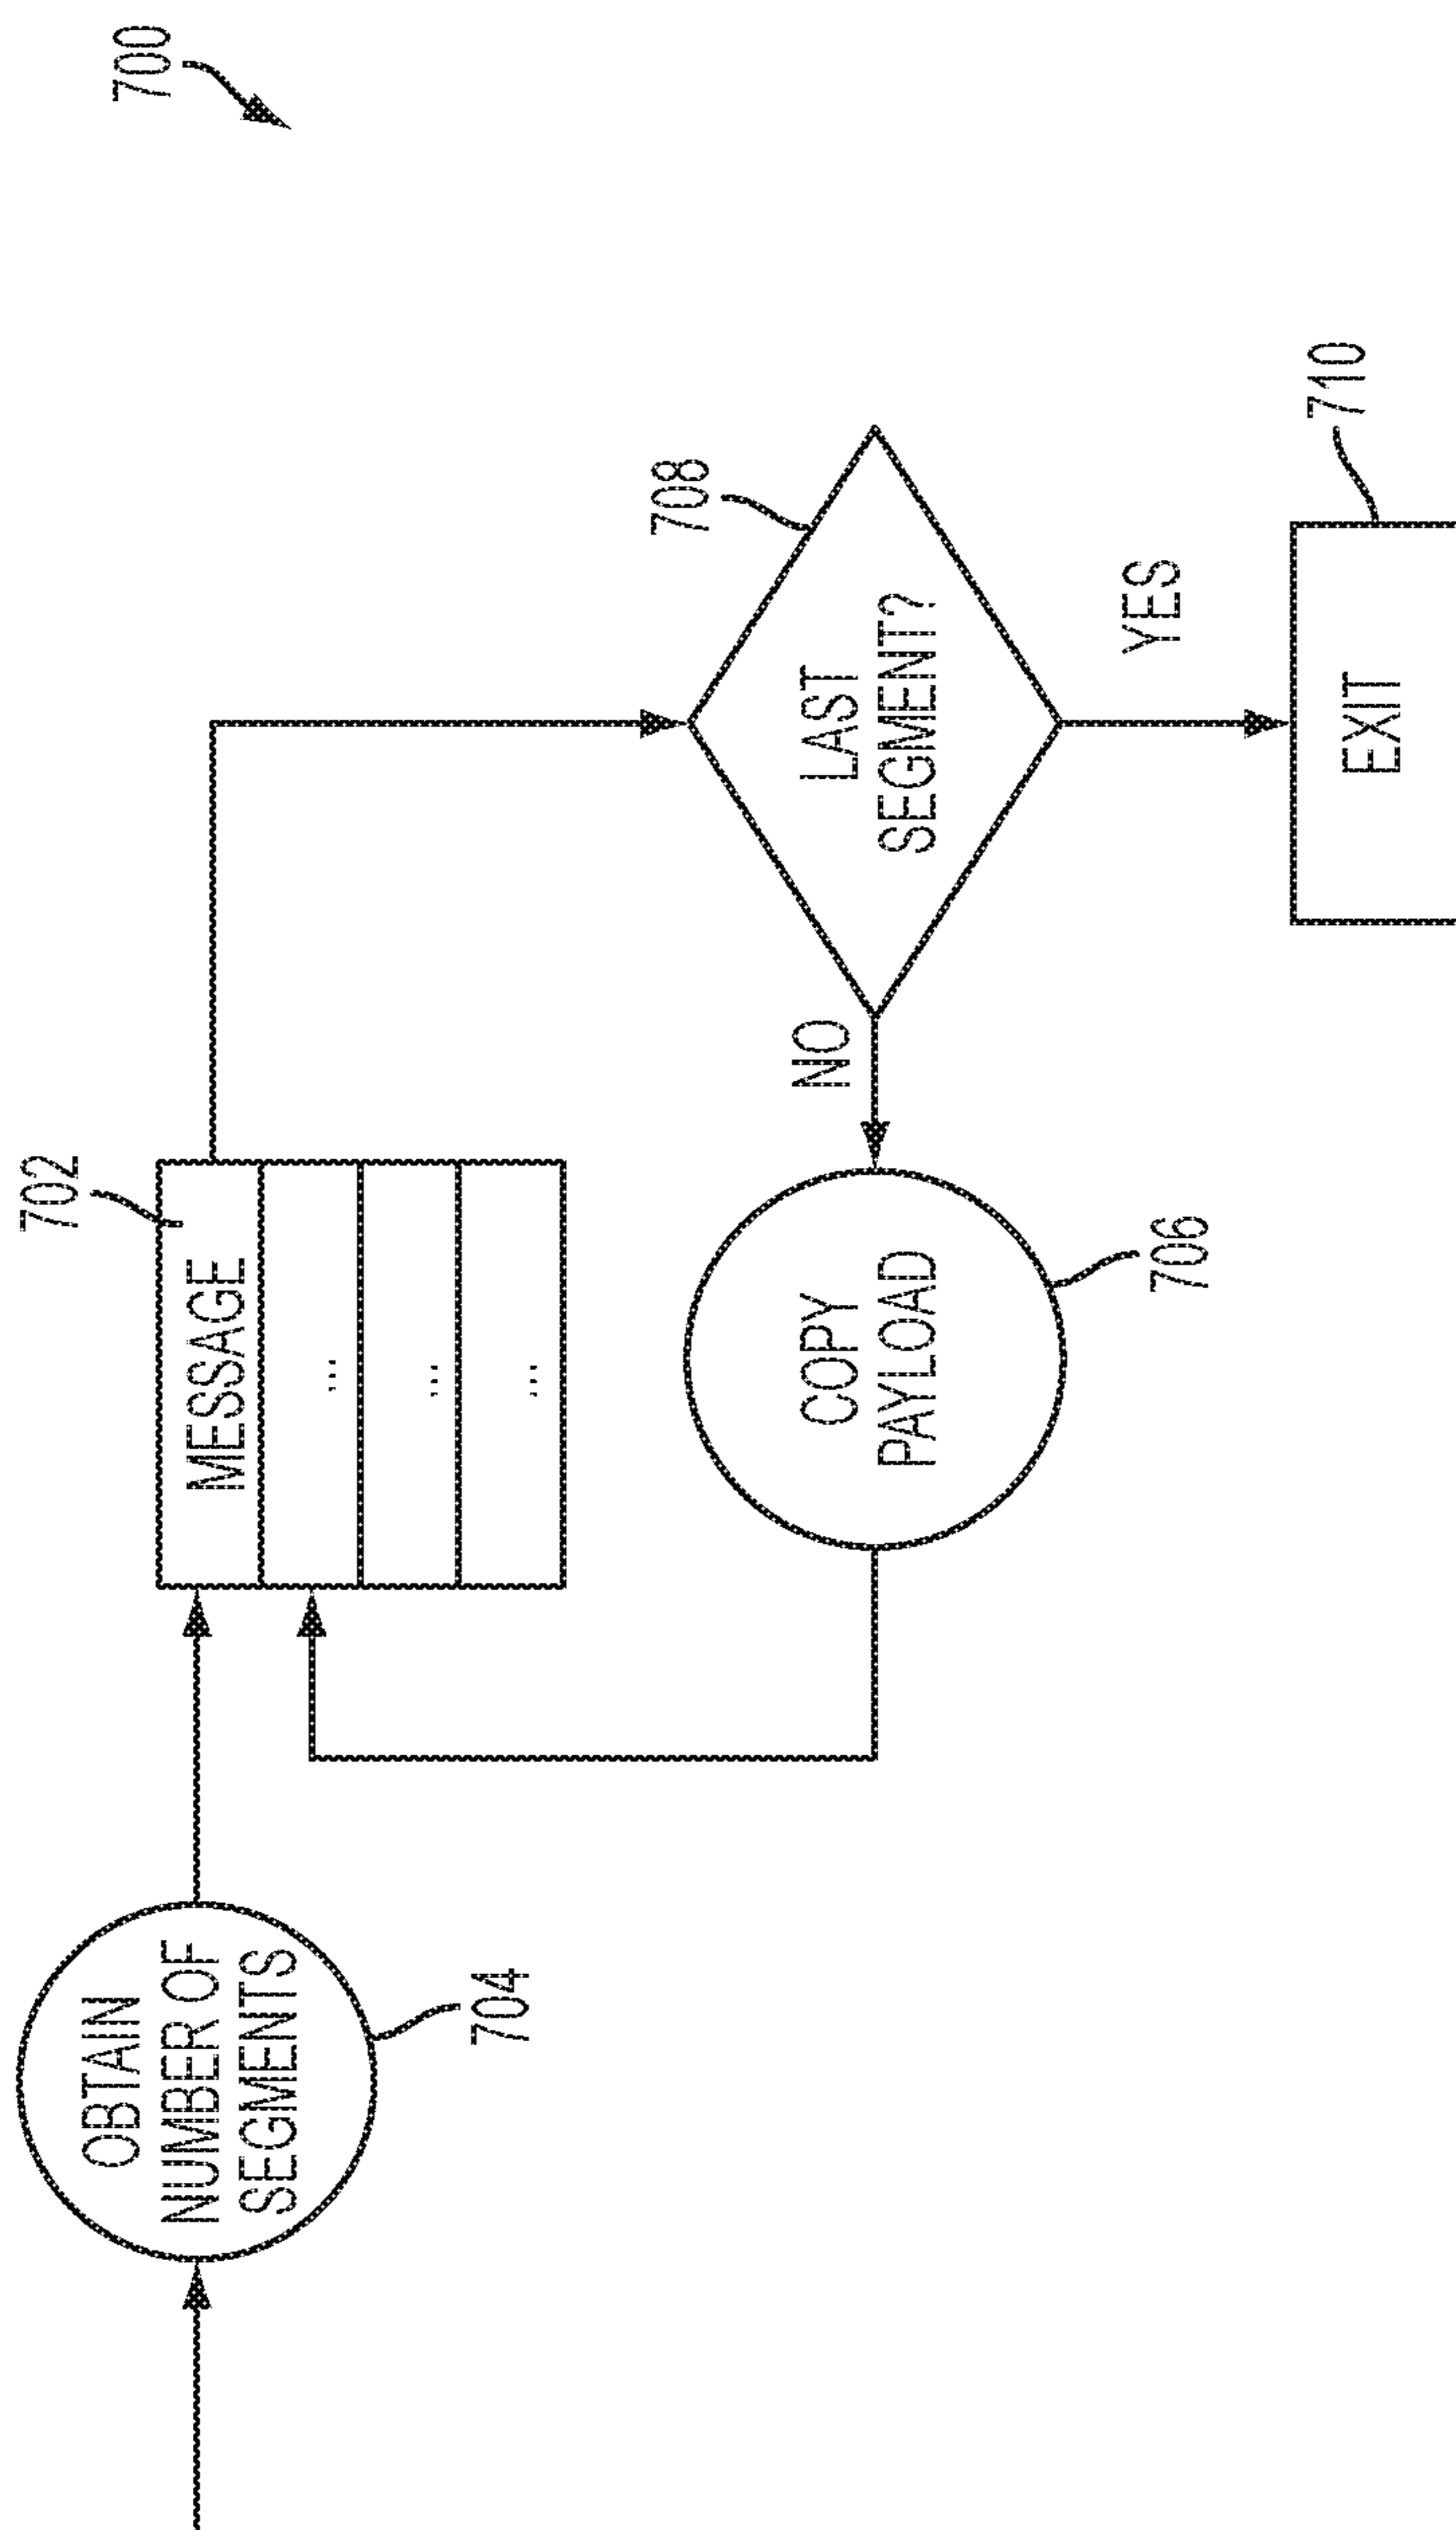 700
702
MESSAGE
...
...
...
OBTAIN
NUMBER OF
SEGMENTS
704
708
LAST
SEGMENT?
NO
YES
COPY
PAYLOAD
706
710
EXIT